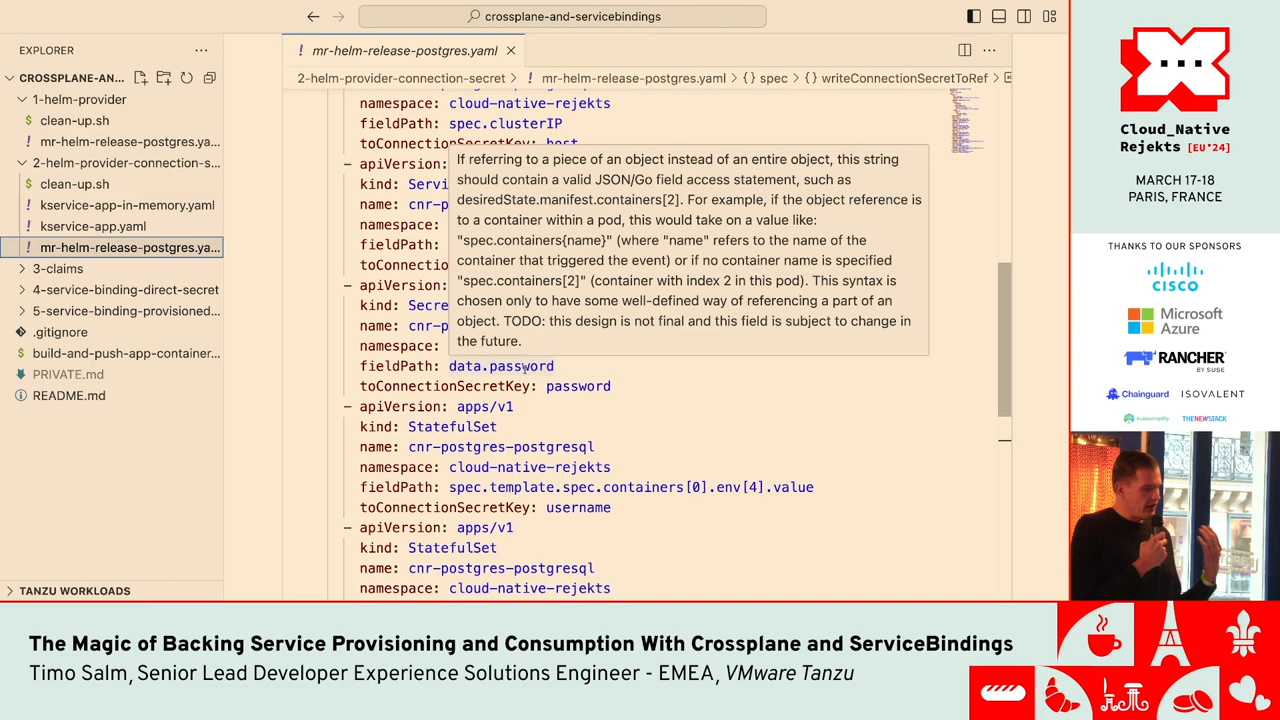 crossplane-and-servicebindings
EXPLORER
CROSSPLANE-AN...
1-helm-provider
$ clean-up.sh
! mr-helm-release-postgres.ya...
2-helm-provider-connection-s...
$ clean-up.sh
! kservice-app-in-memory.yaml
! kservice-app.yaml
! mr-helm-release-postgres.ya...
3-claims
4-service-binding-direct-secret
5-service-binding-provisioned...
.gitignore
$ build-and-push-app-container...
PRIVATE.md
README.md
TANZU WORKLOADS
! mr-helm-release-postgres.yaml
2-helm-provider-connection-secret > ! mr-helm-release-postgres.yaml > {} spec > {} writeConnectionSecretToRef >
namespace: cloud-native-rejekts
fieldPath: spec.clusterIP
toConnectionSecretKey: host
- apiVersion:
kind: Servi
name: cnr-p
namespace:
fieldPath:
toConnectio
- apiVersion:
kind: Secre
name: cnr-p
namespace:
If referring to a piece of an object instead of an entire object, this string
should contain a valid JSON/Go field access statement, such as
desiredState.manifest.containers[2]. For example, if the object reference is
to a container within a pod, this would take on a value like:
"spec.containers{name}" (where "name" refers to the name of the
container that triggered the event) or if no container name is specified
"spec.containers[2]" (container with index 2 in this pod). This syntax is
chosen only to have some well-defined way of referencing a part of an
object. TODO: this design is not final and this field is subject to change in
the future.
fieldPath: data.password
toConnectionSecretKey: password
- apiVersion: apps/v1
kind: StatefulSet
name: cnr-postgres-postgresql
namespace: cloud-native-rejekts
fieldPath: spec.template.spec.containers[0].env[4].value
toConnectionSecretKey: username
- apiVersion: apps/v1
kind: StatefulSet
name: cnr-postgres-postgresql
namespace: cloud-native-rejekts
Cloud_Native
Rejekts [EU'24]
MARCH 17-18
PARIS, FRANCE
THANKS TO OUR SPONSORS
CISCO
Microsoft
Azure
RANCHER
BY SUSE
Chainguard
ISOVALENT
kubesimplify
THENEWSTACK
The Magic of Backing Service Provisioning and Consumption With Crossplane and ServiceBindings
Timo Salm, Senior Lead Developer Experience Solutions Engineer - EMEA, VMware Tanzu